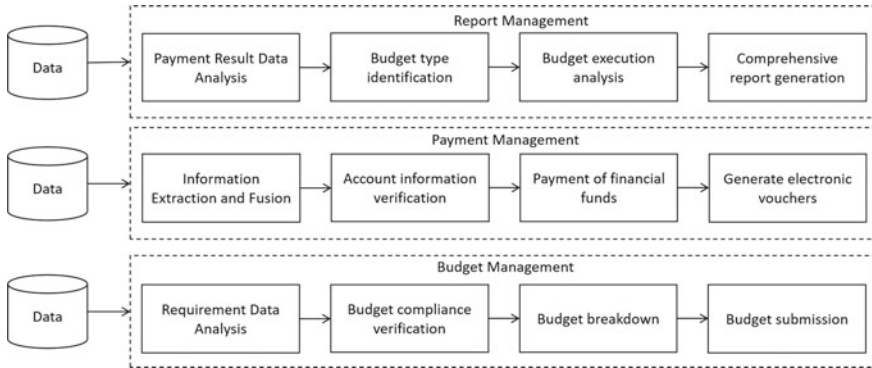 Report Management
Data
Payment Result Data
Analysis
Budget type
identification
Budget execution
analysis
Comprehensive
report generation
Payment Management
Data
Information
Extraction and Fusion
Account information
verification
Payment of financial
funds
Generate electronic
vouchers
Budget Management
Data
Requirement Data
Analysis
Budget compliance
verification
Budget breakdown
Budget submission